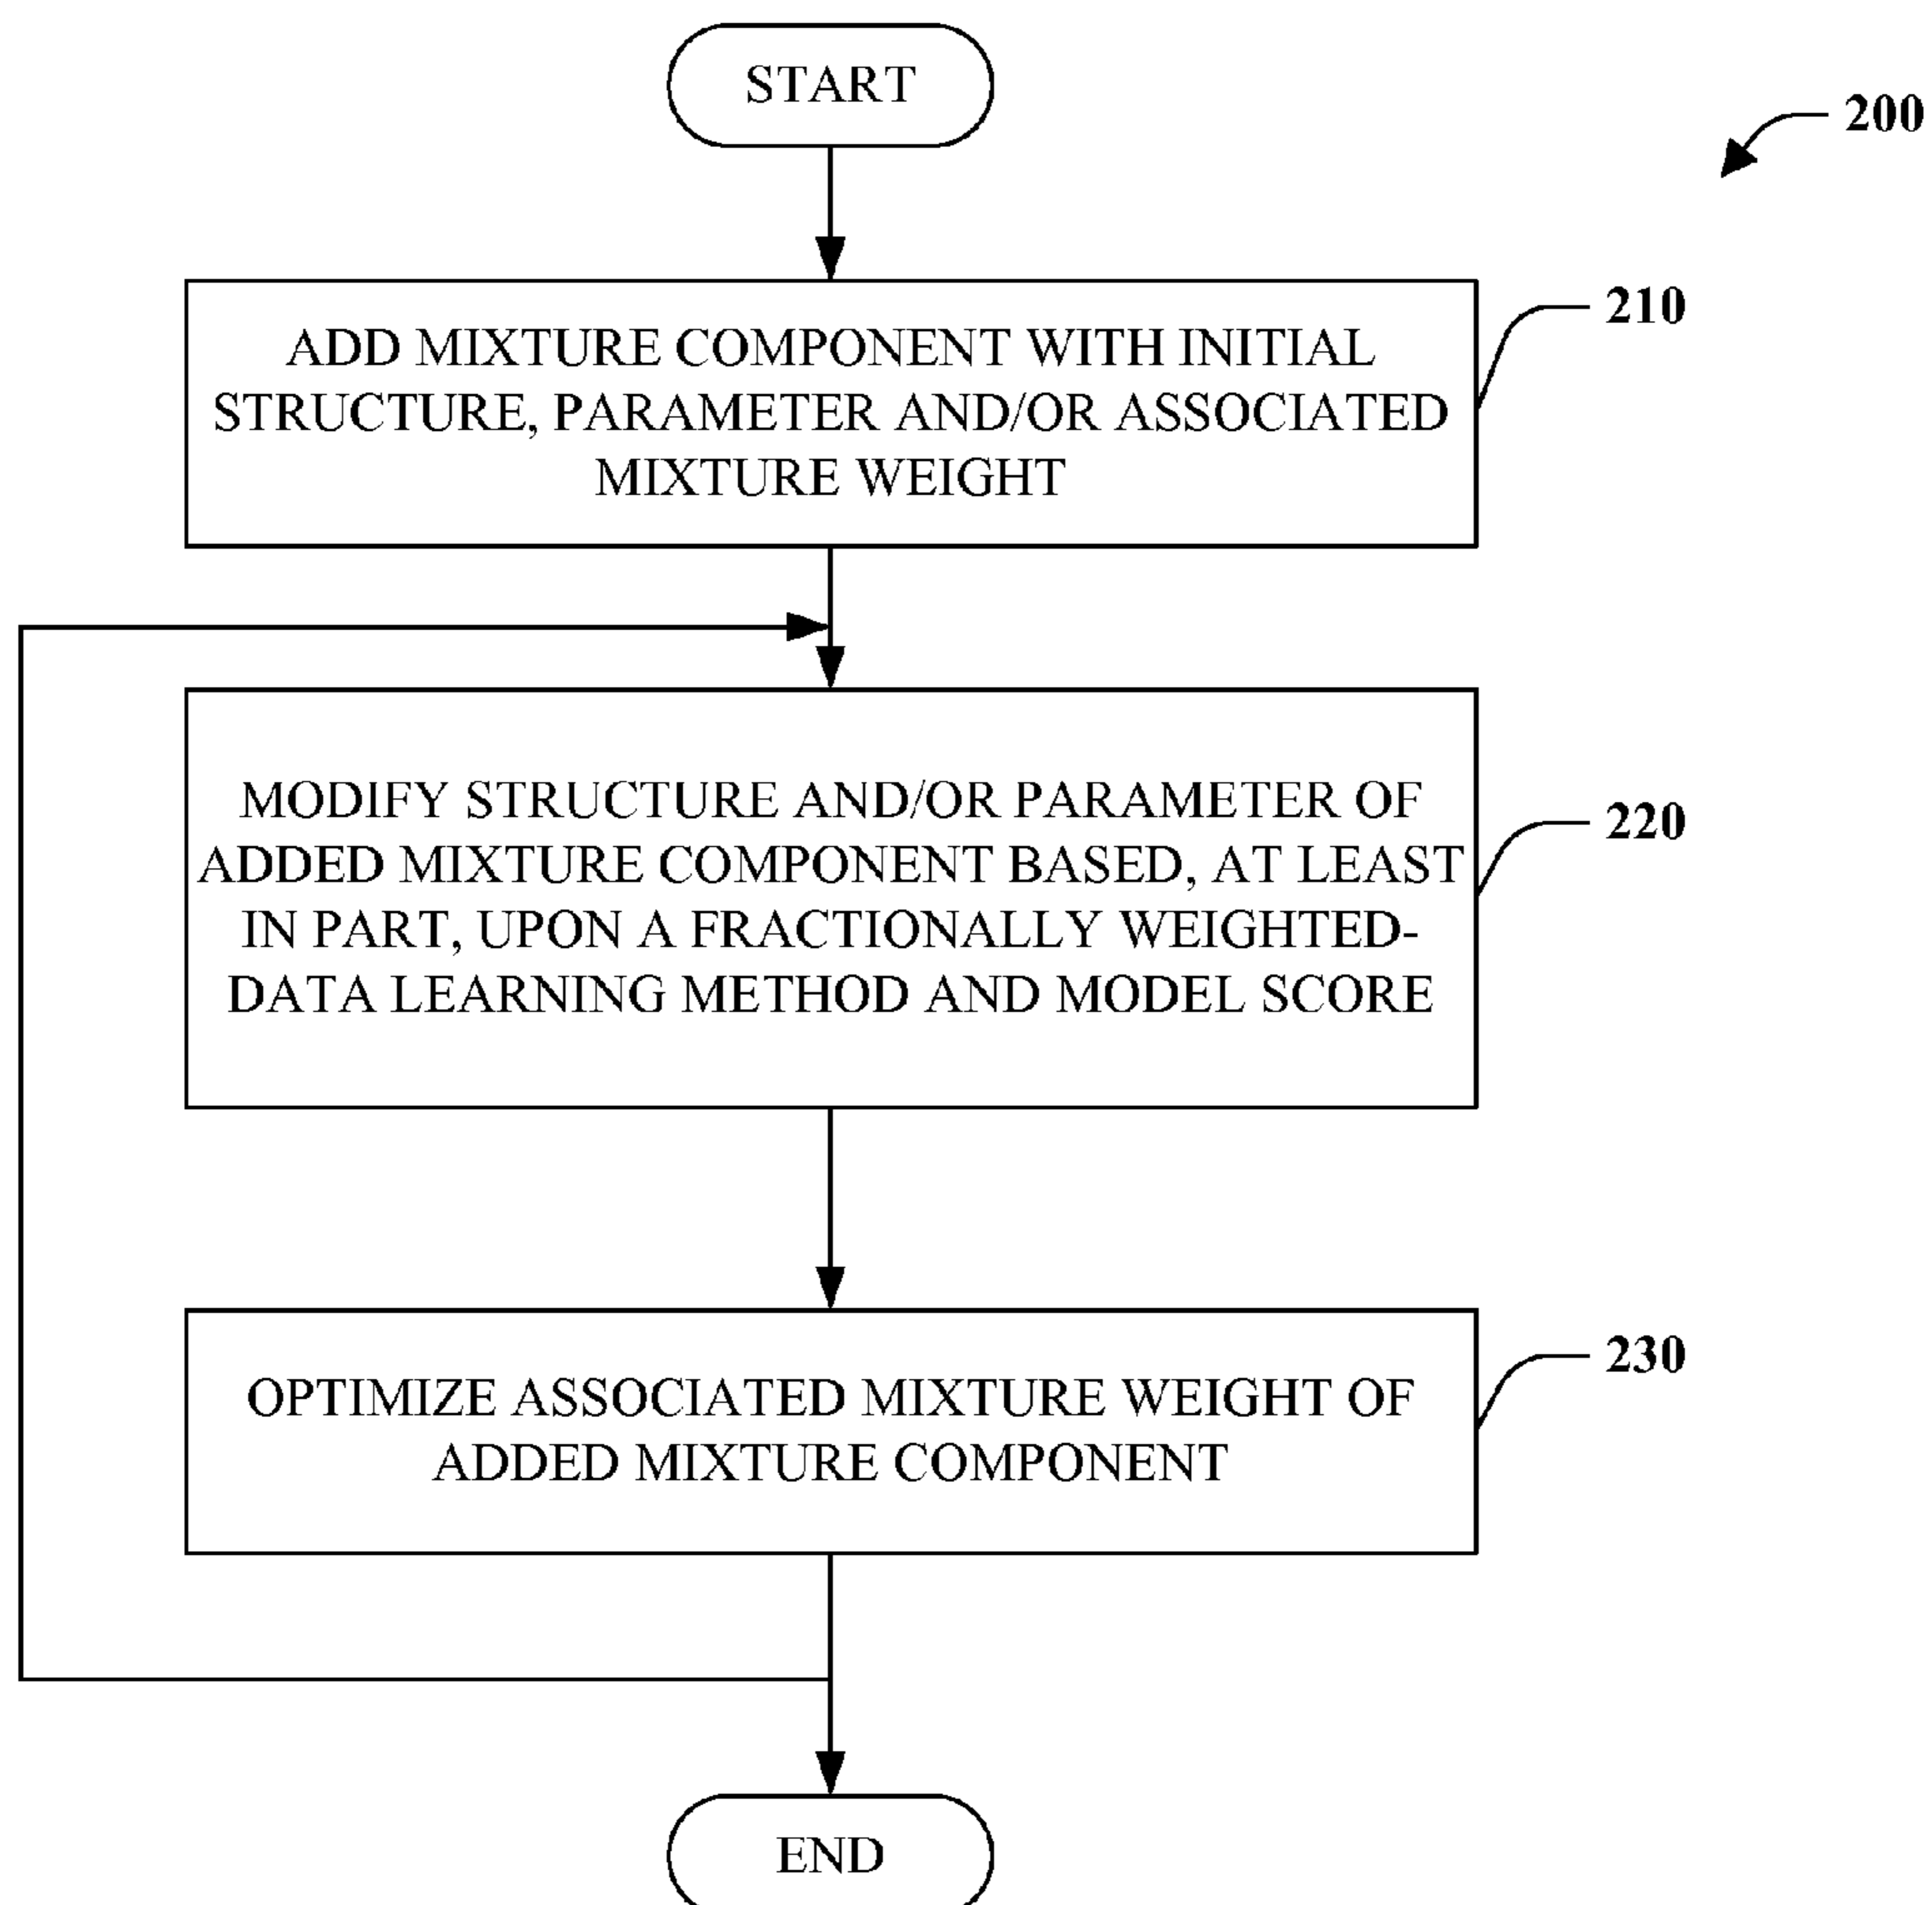 START
200
210
ADD MIXTURE COMPONENT WITH INITIAL
STRUCTURE, PARAMETER AND/OR ASSOCIATED
MIXTURE WEIGHT
220
MODIFY STRUCTURE AND/OR PARAMETER OF
ADDED MIXTURE COMPONENT BASED, AT LEAST
IN PART, UPON A FRACTIONALLY WEIGHTED-
DATA LEARNING METHOD AND MODEL SCORE
230
OPTIMIZE ASSOCIATED MIXTURE WEIGHT OF
ADDED MIXTURE COMPONENT
END